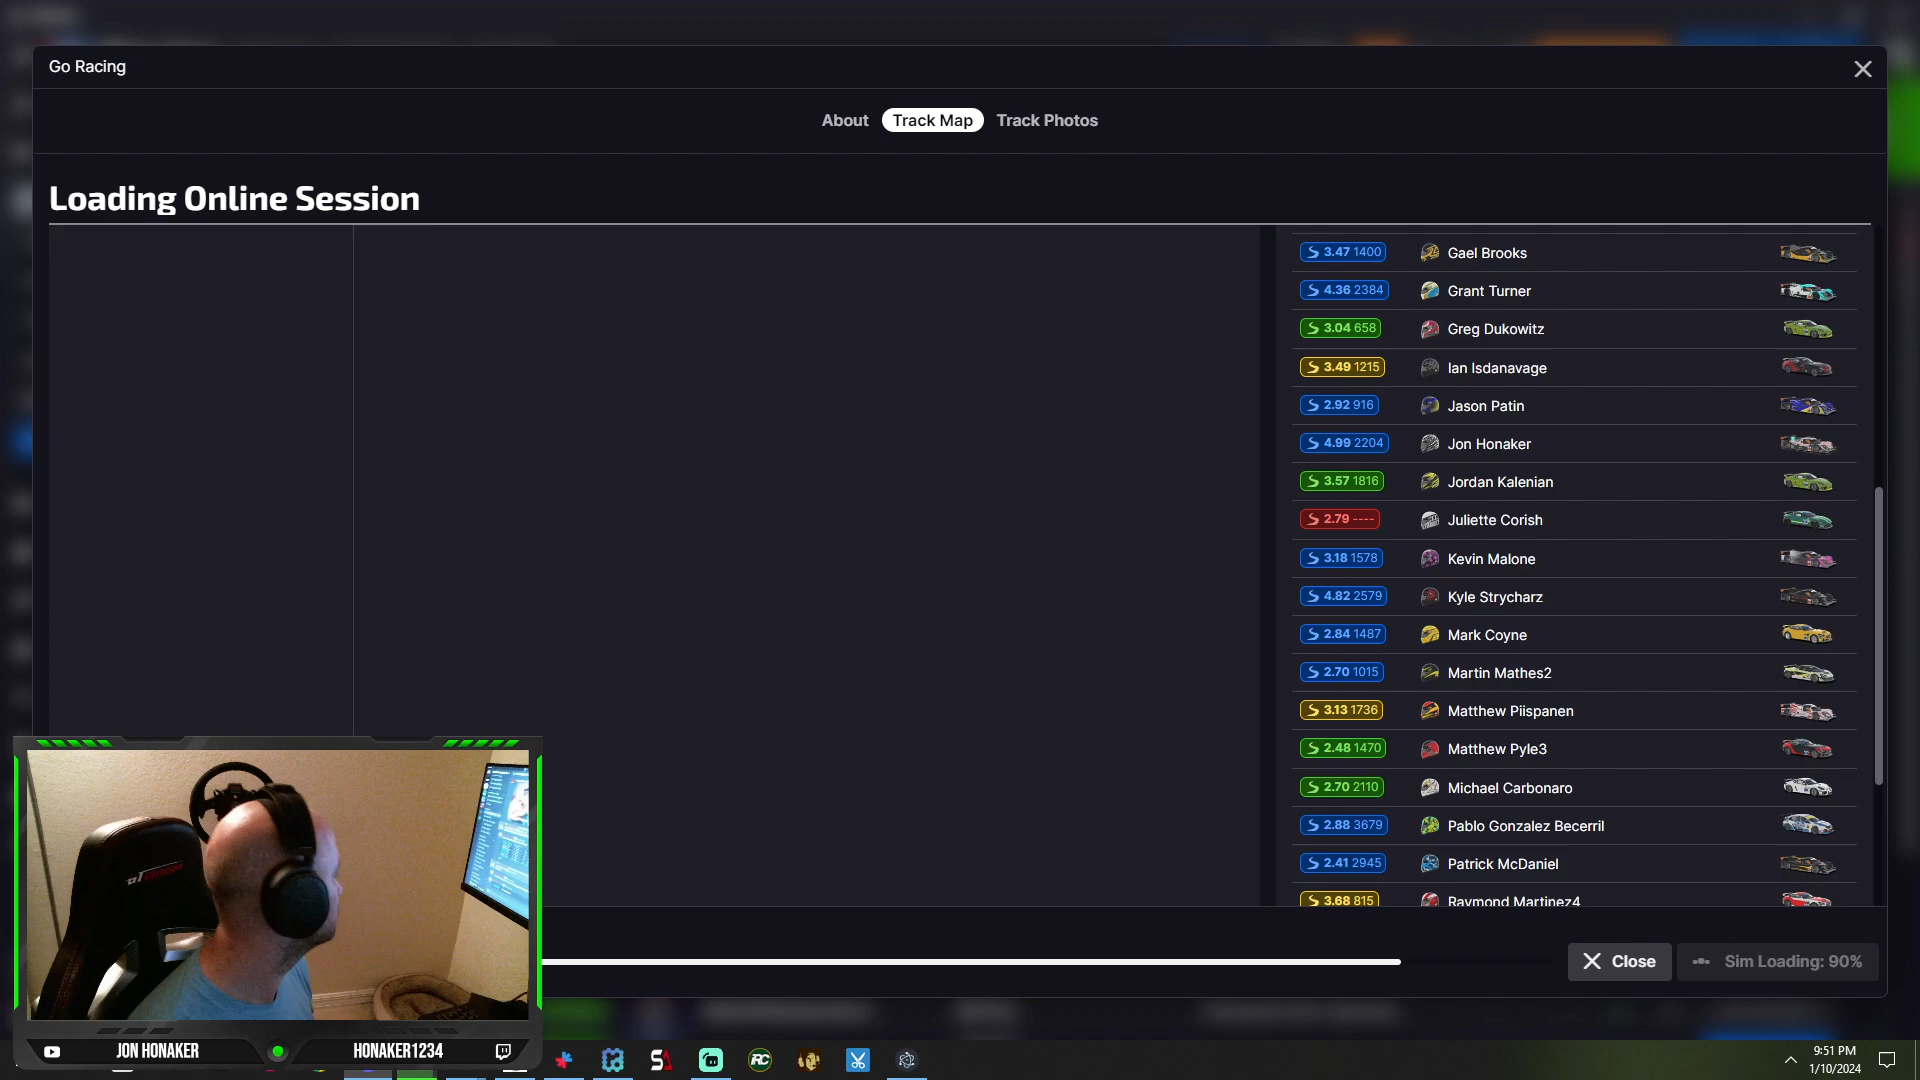 Go Racing
About Track Map Track Photos
Loading Online Session
3.47 1400 Gael Brooks
4.36 2384 Grant Turner
3.04 658 Greg Dukowitz
3.49 1215 Ian Isdanavage
2.92 916 Jason Patin
4.99 2204 Jon Honaker
3.57 1816 Jordan Kalenian
2.79 ---- Juliette Corish
3.18 1578 Kevin Malone
4.82 2579 Kyle Strycharz
2.84 1487 Mark Coyne
2.70 1015 Martin Mathes2
3.13 1736 Matthew Piispanen
2.48 1470 Matthew Pyle3
2.70 2110 Michael Carbonaro
2.88 3679 Pablo Gonzalez Becerril
2.41 2945 Patrick McDaniel
3.68 815 Raymond Martinez4
Close Sim Loading: 90%
JON HONAKER HONAKER1234
SA
RC
9:51 PM
1/10/2024